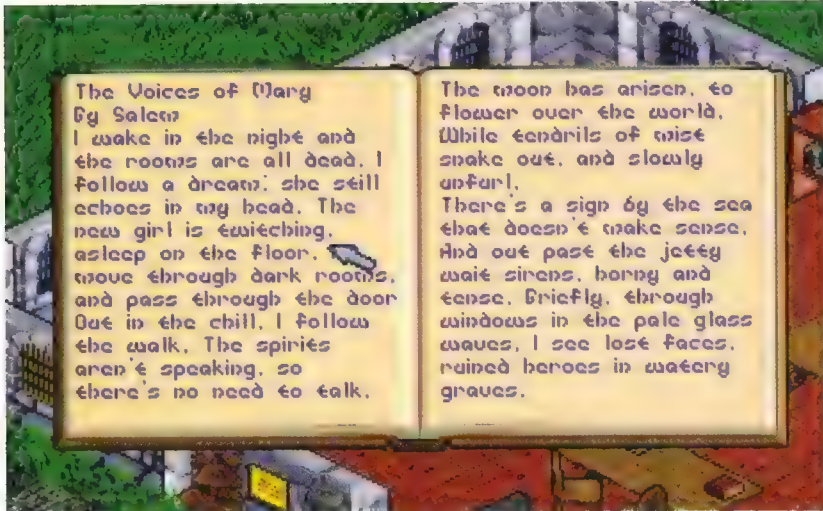 The Voices of Mary
By Salem
I wake in the night and
the rooms are all dead. I
follow a dream: she still
echoes in my head. The
new girl is twitching,
asleep on the floor. I
move through dark rooms,
and pass through the door
Out in the chill, I follow
the walk. The spirits
aren't speaking, so
there's no need to talk.
The moon has arisen, to
flower over the world,
While tendrils of mist
snake out, and slowly
unfurl.
There's a sign by the sea
that doesn't make sense,
And out past the jetty
wait sirens, horny and
tense. Briefly, through
windows in the pale glass
waves, I see lost faces,
ruined heroes in watery
graves.